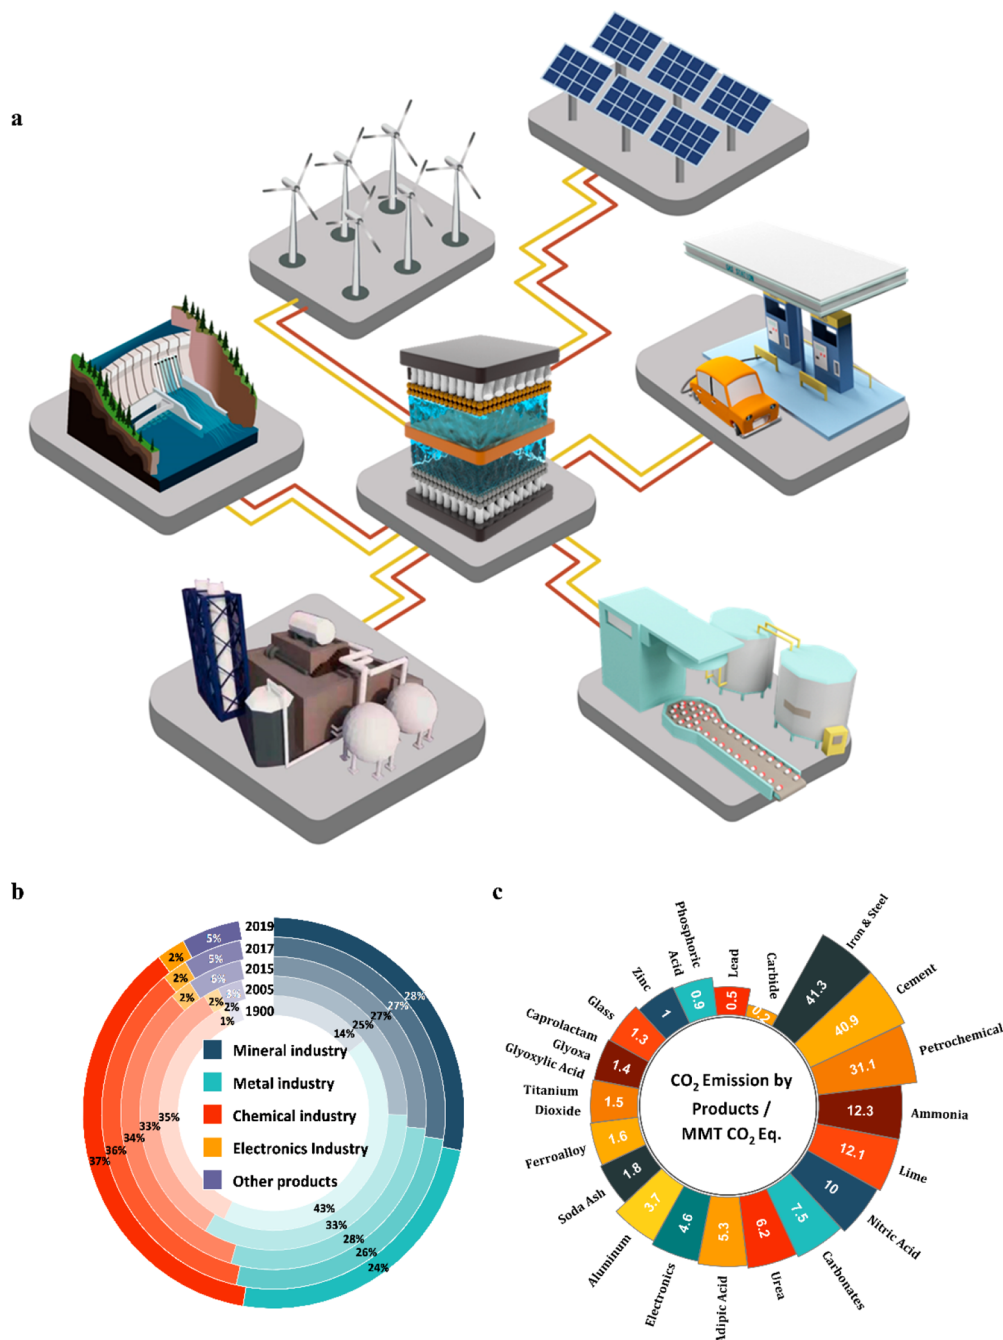 a
b
2019
2017
2015
2005
1900
5%
5%
5%
3%
2%
2%
2%
2%
2%
1%
28%
27%
27%
25%
14%
Mineral industry
Metal industry
Chemical industry
Electronics Industry
Other products
35%
33%
34%
36%
37%
43%
33%
28%
26%
24%
c
CO₂ Emission by
Products /
MMT CO₂ Eq.
Iron & Steel
41.3
Cement
40.9
Petrochemical
31.1
Ammonia
12.3
Lime
12.1
Nitric Acid
10
Carbonates
7.5
Urea
6.2
Adipic Acid
5.3
Electronics
4.6
Aluminum
3.7
Soda Ash
1.8
Ferroalloy
1.6
Titanium
Dioxide
1.5
Caprolactam
Glyoxa
Glyoxylic Acid
1.4
Glass
1.3
Zinc
1
Phosphoric
Acid
0.9
Lead
0.5
Carbide
0.2